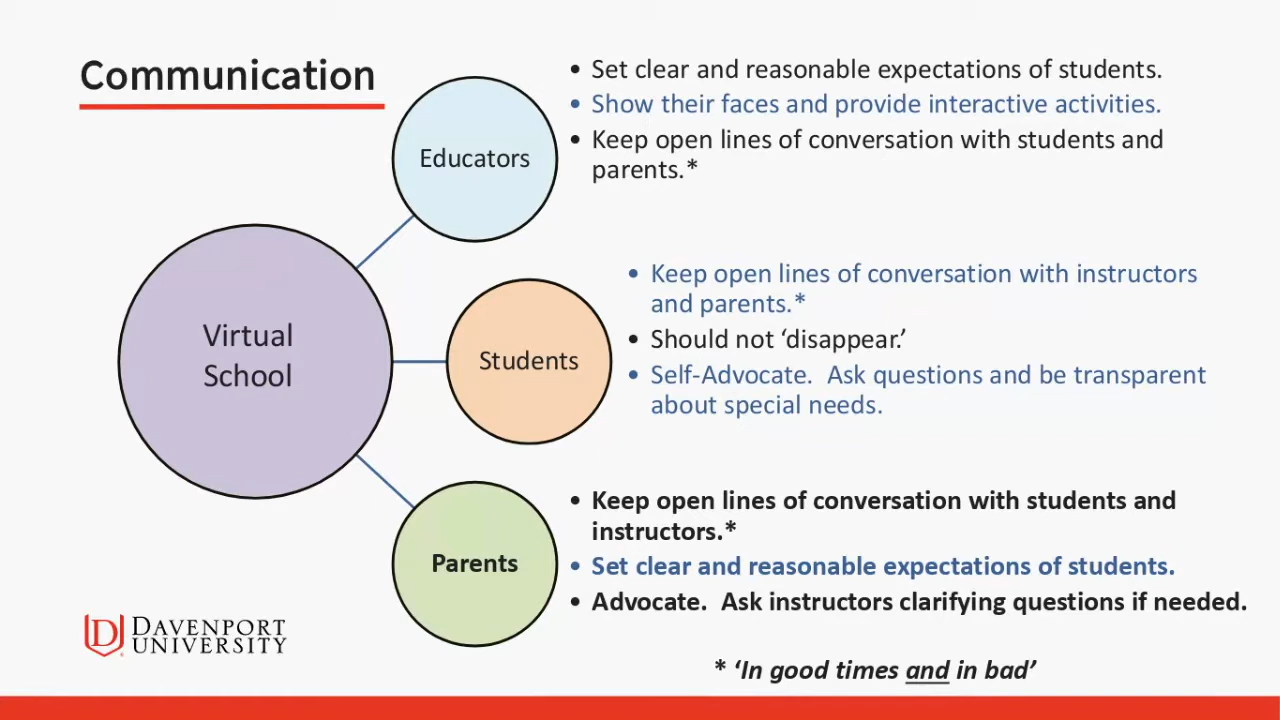 Communication
Educators
• Set clear and reasonable expectations of students.
• Show their faces and provide interactive activities.
• Keep open lines of conversation with students and
parents.*
Virtual
School
Students
• Keep open lines of conversation with instructors
and parents.*
• Should not ‘disappear.’
• Self-Advocate.  Ask questions and be transparent
about special needs.
Parents
• Keep open lines of conversation with students and
instructors.*
• Set clear and reasonable expectations of students.
• Advocate.  Ask instructors clarifying questions if needed.
D
DAVENPORT
UNIVERSITY
* ‘In good times and in bad’